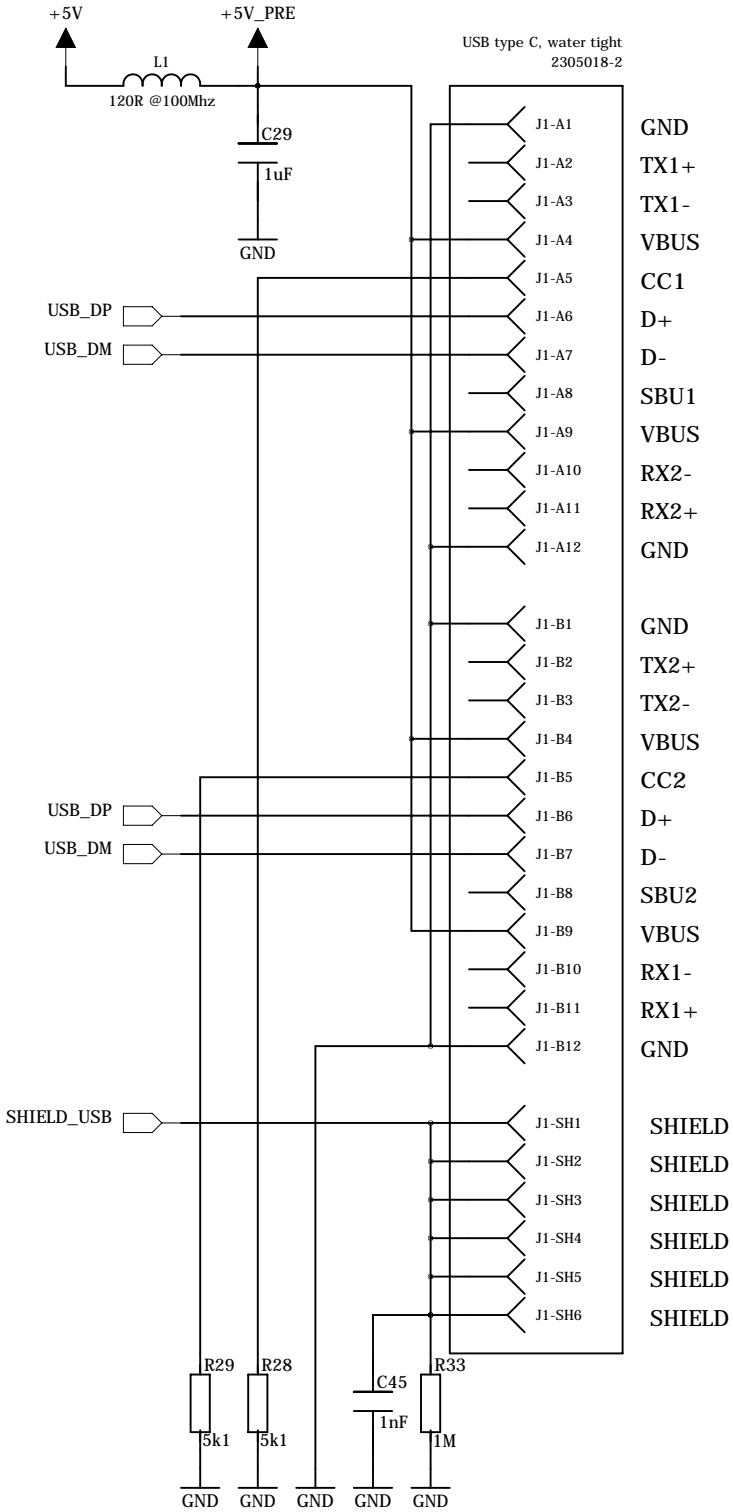 +5V
+5V_PRE
L1
120R @100Mhz
C29
1uF
GND
USB type C, water tight
2305018-2
J1-A1 GND
J1-A2 TX1+
J1-A3 TX1-
J1-A4 VBUS
J1-A5 CC1
USB_DP J1-A6 D+
USB_DM J1-A7 D-
J1-A8 SBU1
J1-A9 VBUS
J1-A10 RX2-
J1-A11 RX2+
J1-A12 GND
J1-B1 GND
J1-B2 TX2+
J1-B3 TX2-
J1-B4 VBUS
J1-B5 CC2
USB_DP J1-B6 D+
USB_DM J1-B7 D-
J1-B8 SBU2
J1-B9 VBUS
J1-B10 RX1-
J1-B11 RX1+
J1-B12 GND
SHIELD_USB J1-SH1 SHIELD
J1-SH2 SHIELD
J1-SH3 SHIELD
J1-SH4 SHIELD
J1-SH5 SHIELD
J1-SH6 SHIELD
R29
5k1
R28
5k1
C45
1nF
R33
1M
GND GND GND GND GND